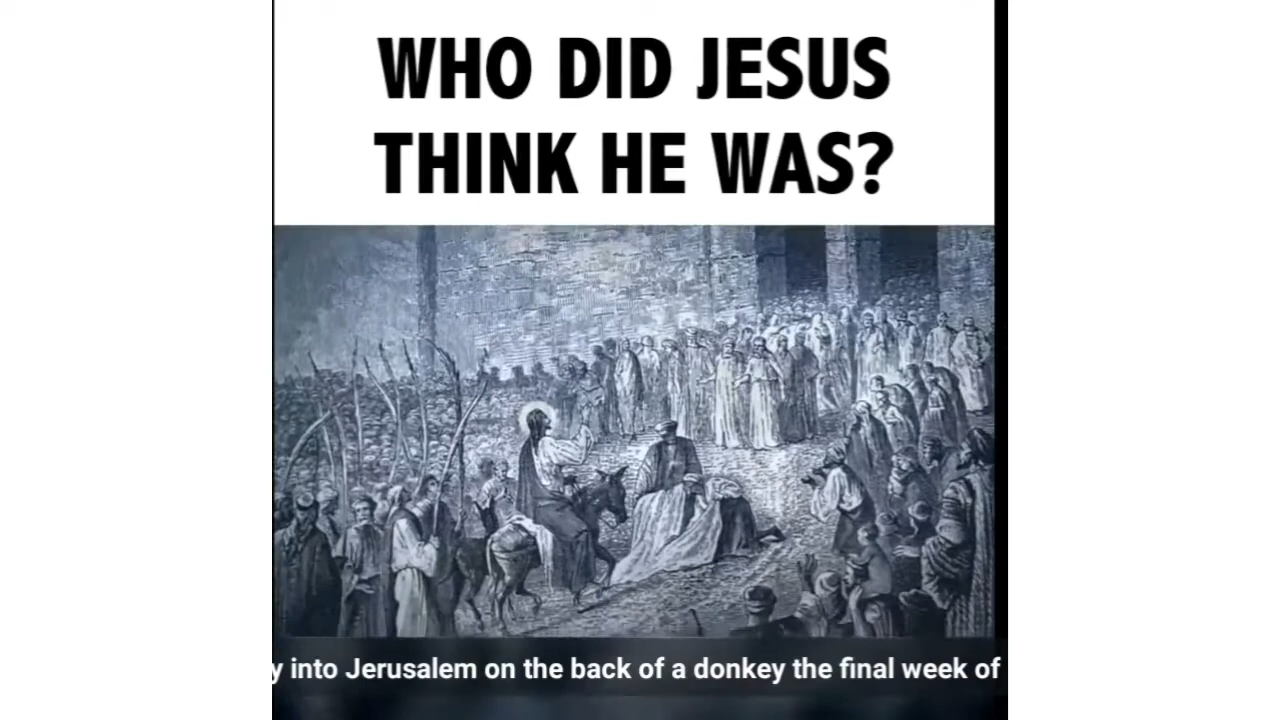 WHO DID JESUS
THINK HE WAS?
y into Jerusalem on the back of a donkey the final week of